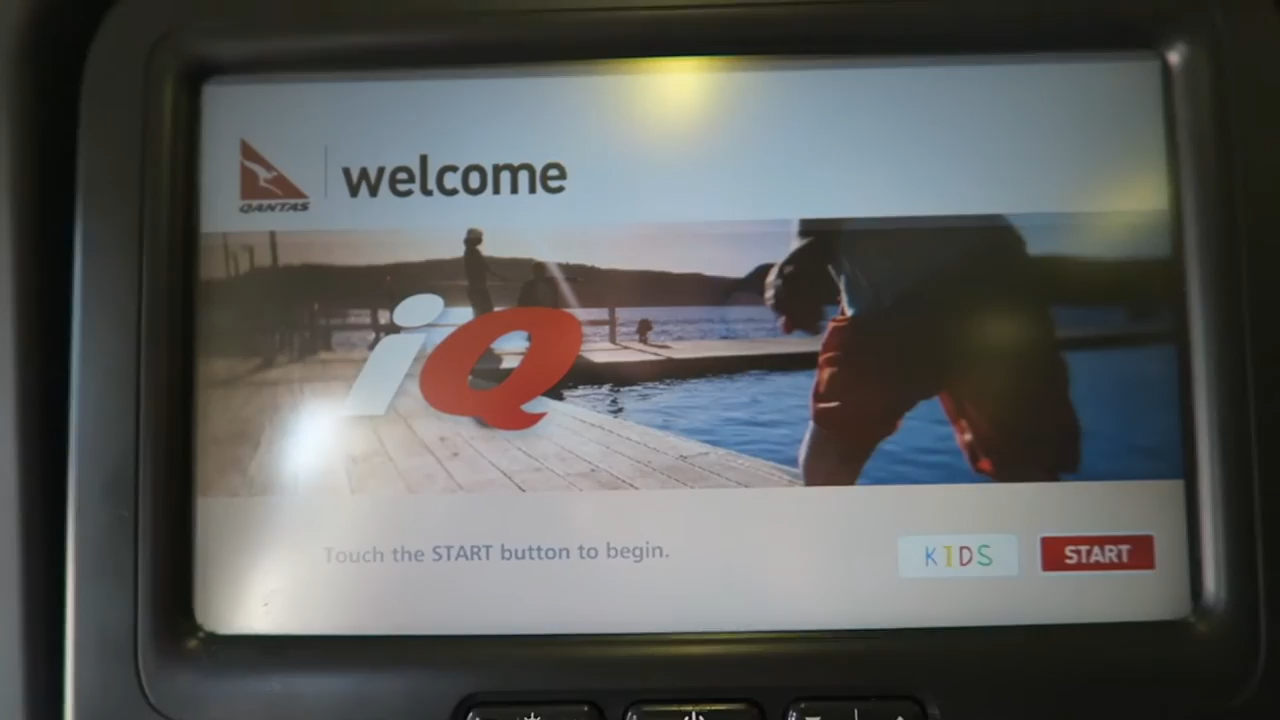 QANTAS
welcome
iQ
Touch the START button to begin.
KIDS
START